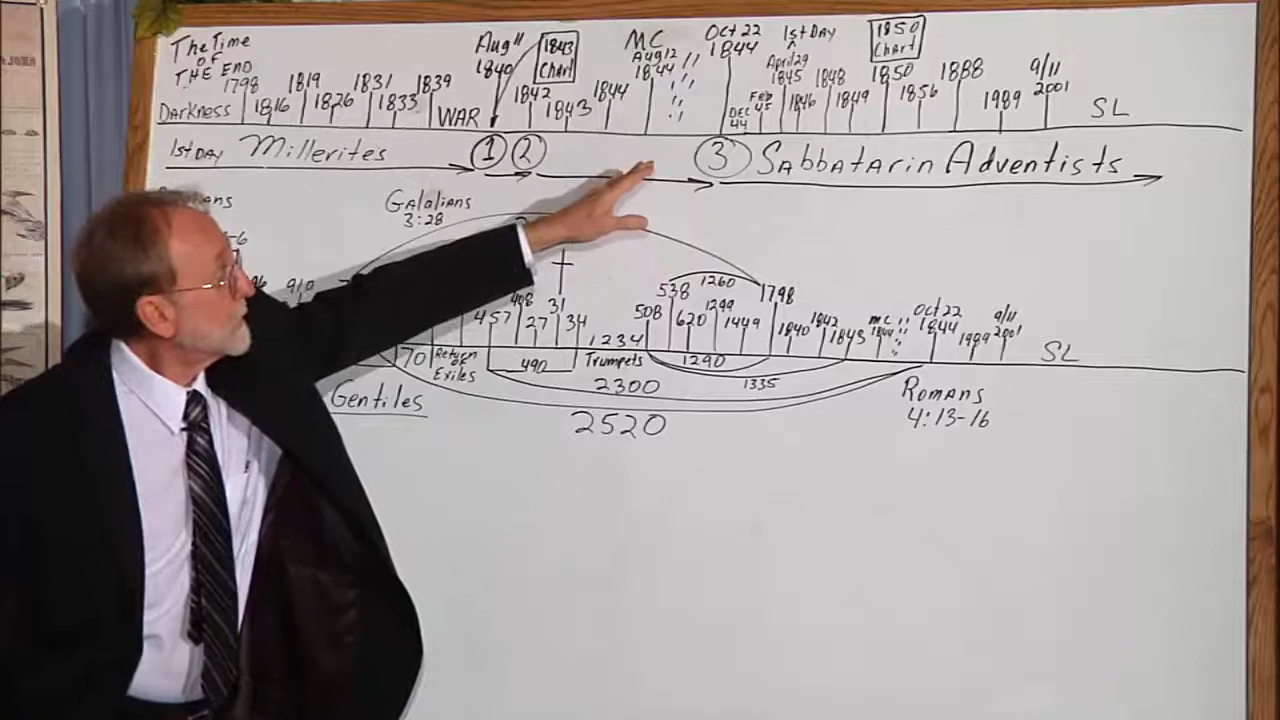 The Time
of
THE END
Aug 11
1840
1843
Chart
MC
Aug 12
1844
Oct 22
1844
1st Day
April 29
1845
1850
Chart
1798
1819
1831
1839
1842
1844
1848
1850
1888
9/11
2001
Darkness
1816
1826
1833
WAR
1843
DEC
44
Feb
45
1846
1849
1856
1989
SL
1st DAY Millerites
1 2 3 Sabbatarin Adventists
Galatians
3:28
910
1260
538
1798
508
620
1299
1449
1840
1842
1843
MC
1844
Oct 22
1844
1989
9/11
2001
SL
457
408
27
31
34
1234
70
Return
of
Exiles
490
Trumpets
1290
2300
1335
Gentiles
2520
Romans
4:13-16